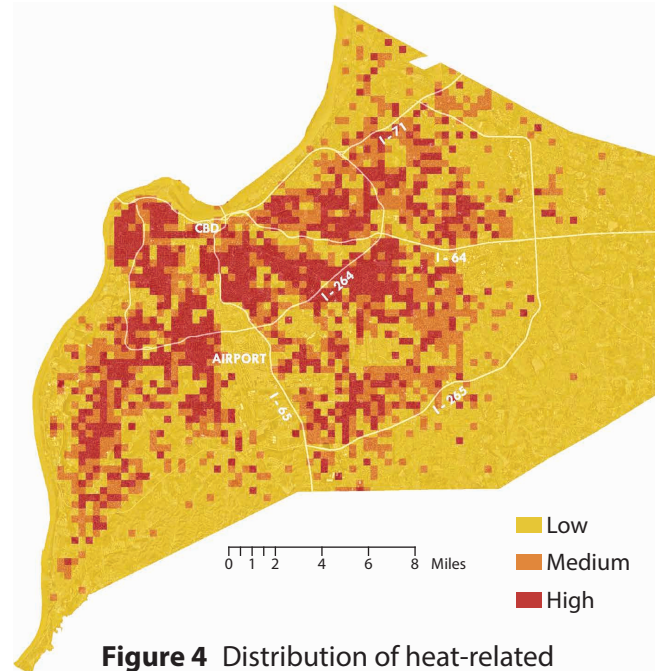 I - 71
CBD
I - 64
I - 264
AIRPORT
I - 65
I - 265
Low
0 1 2 4 6 8 Miles
Medium
High
Figure 4 Distribution of heat-related